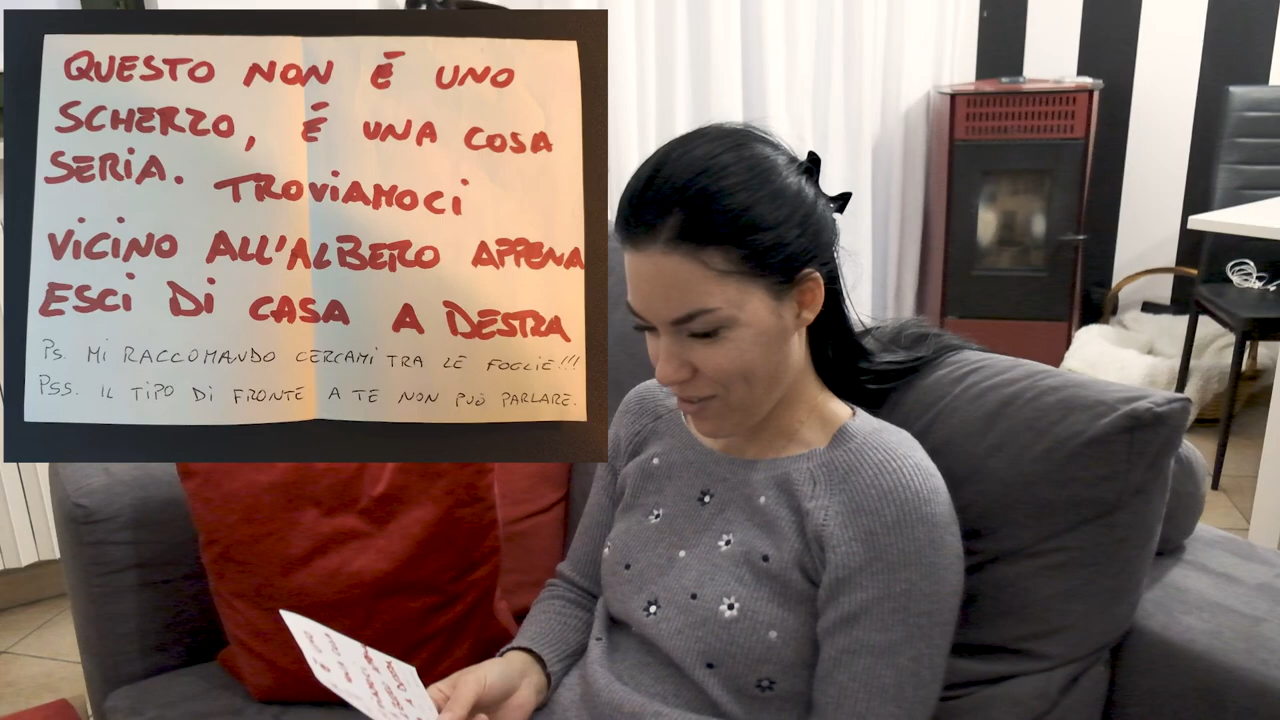 QUESTO NON È UNO
SCHERZO, È UNA COSA
SERIA. TROVIAMOCI
VICINO ALL'ALBERO APPENA
ESCI DI CASA A DESTRA
Ps. MI RACCOMANDO CERCAMI TRA LE FOGLIE!!!
PSS. IL TIPO DI FRONTE A TE NON PUÒ PARLARE.